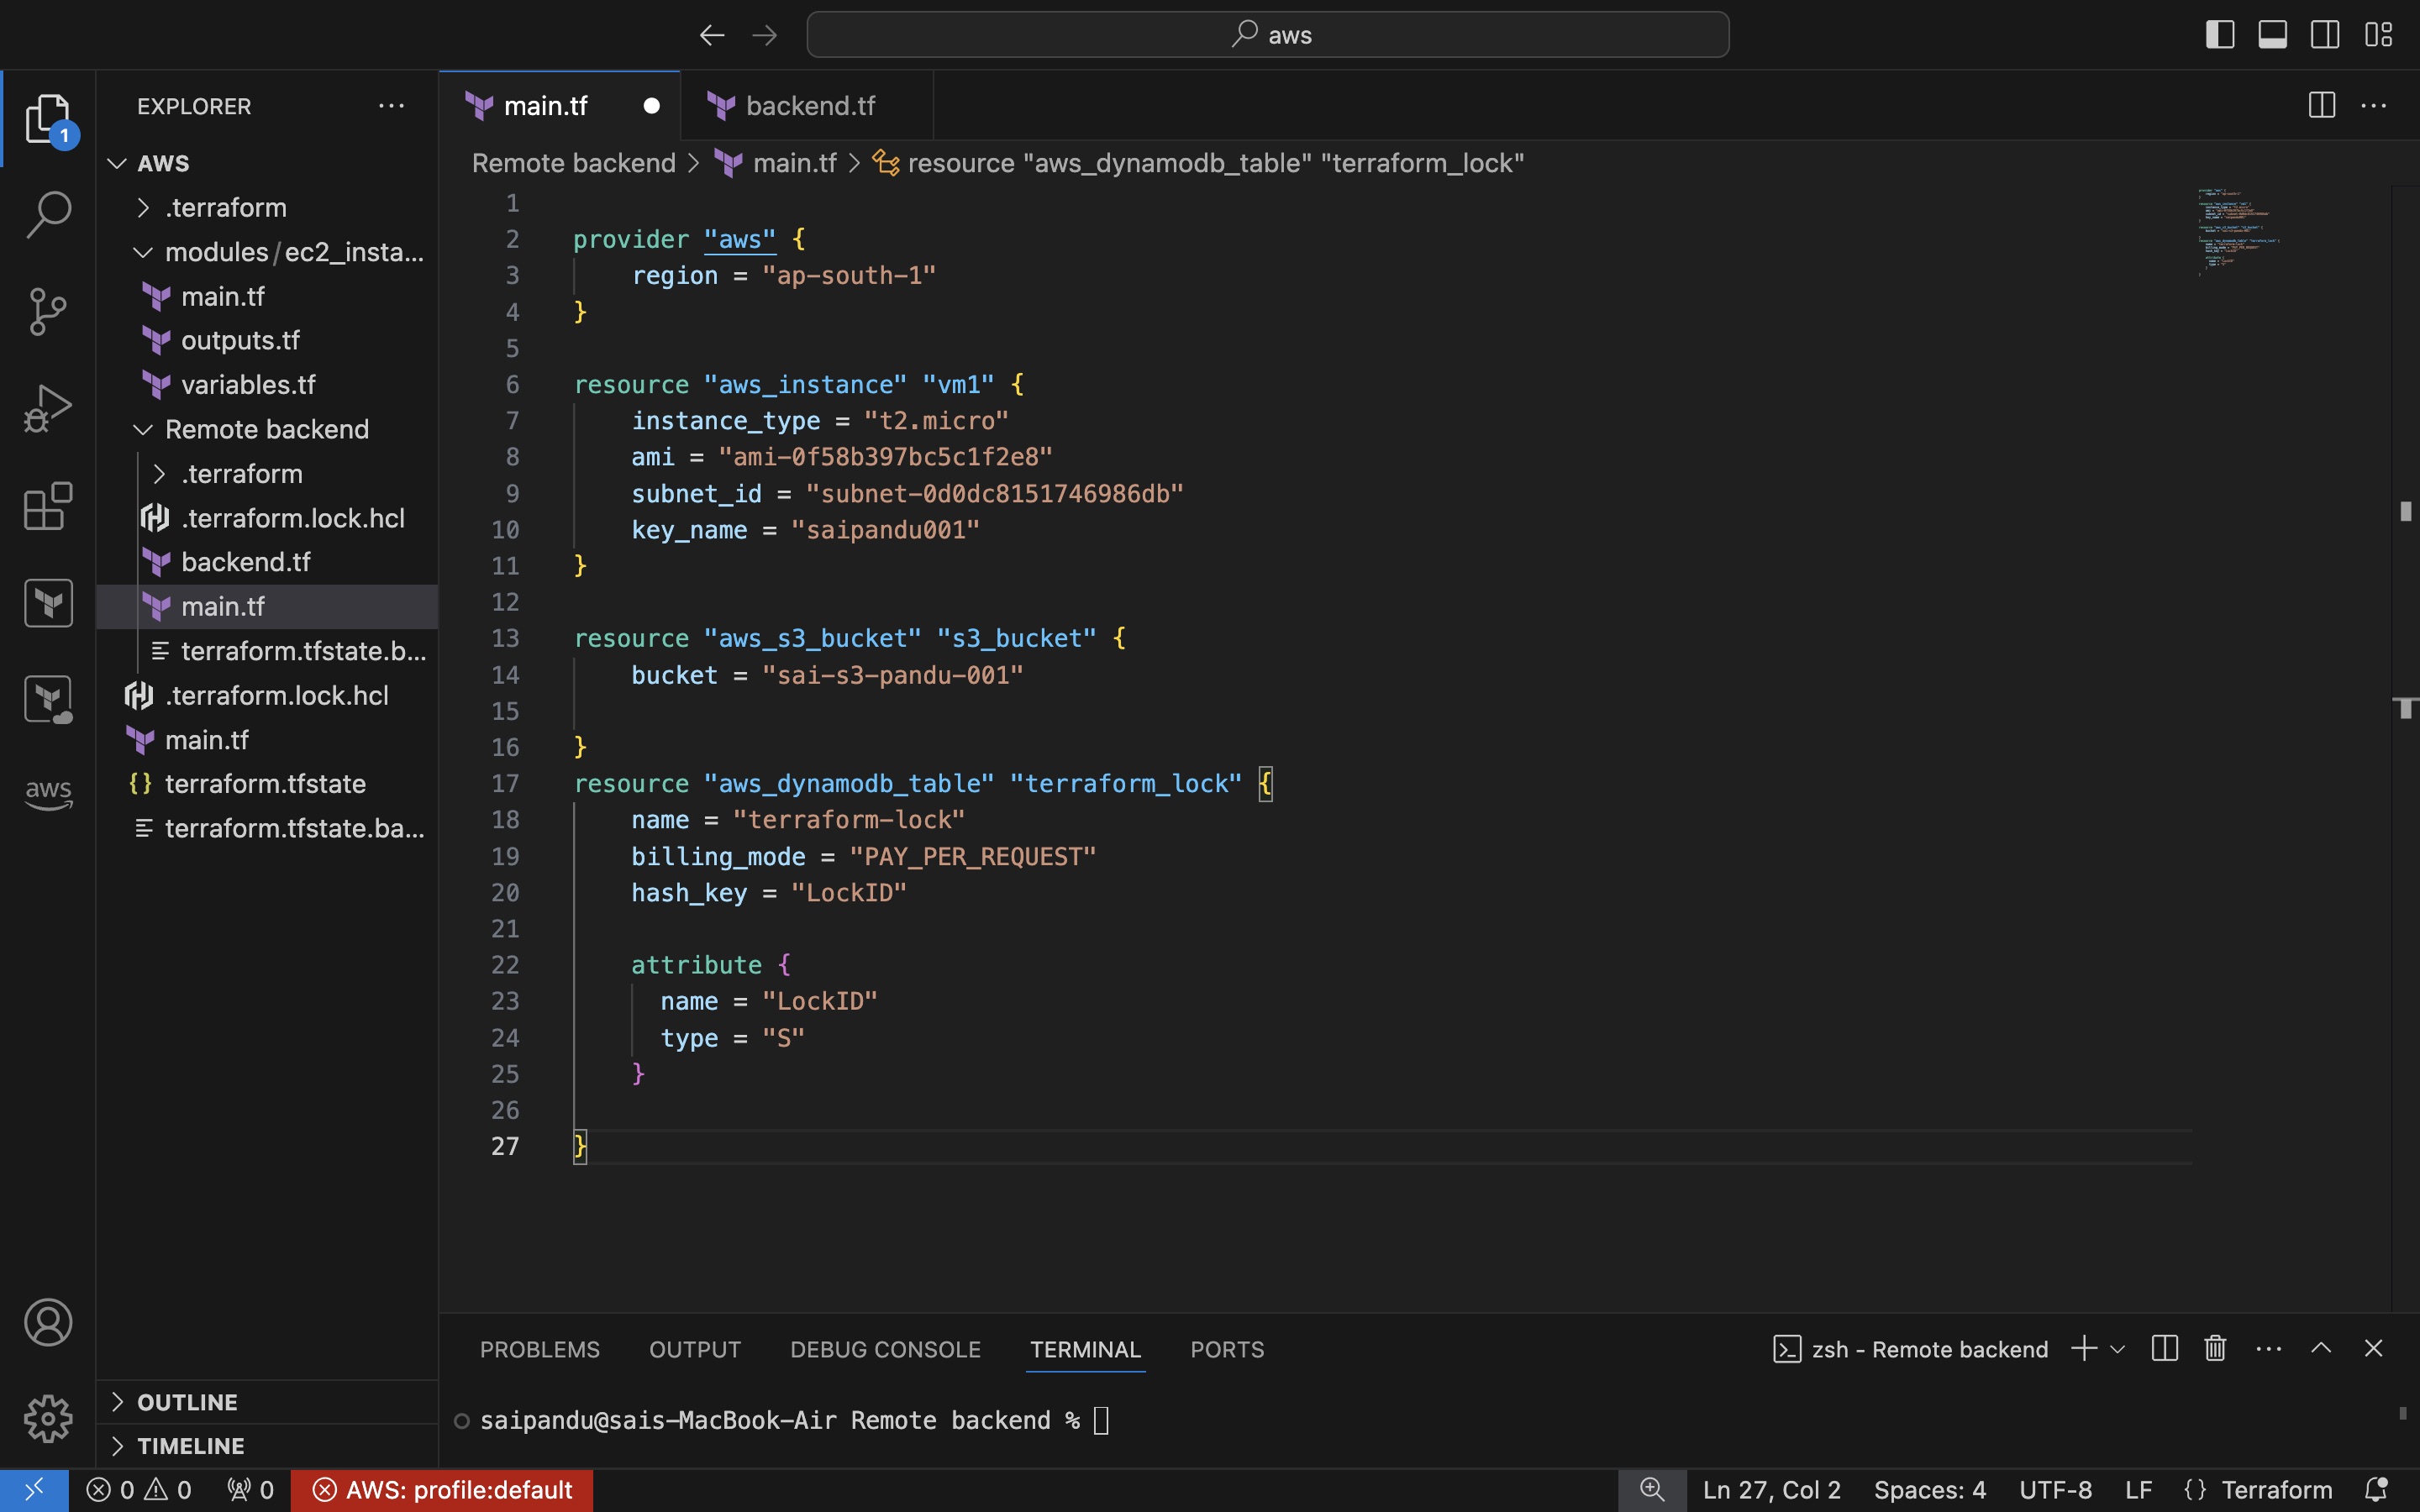 aws
EXPLORER
main.tf
backend.tf
1
AWS
.terraform
modules/ec2_insta...
main.tf
outputs.tf
variables.tf
Remote backend
.terraform
.terraform.lock.hcl
backend.tf
main.tf
terraform.tfstate.b...
.terraform.lock.hcl
main.tf
terraform.tfstate
terraform.tfstate.ba...
aws
OUTLINE
TIMELINE
Remote backend > main.tf > resource "aws_dynamodb_table" "terraform_lock"
1
2 provider "aws" {
3 region = "ap-south-1"
4 }
5
6 resource "aws_instance" "vm1" {
7 instance_type = "t2.micro"
8 ami = "ami-0f58b397bc5c1f2e8"
9 subnet_id = "subnet-0d0dc8151746986db"
10 key_name = "saipandu001"
11 }
12
13 resource "aws_s3_bucket" "s3_bucket" {
14 bucket = "sai-s3-pandu-001"
15
16 }
17 resource "aws_dynamodb_table" "terraform_lock" {
18 name = "terraform-lock"
19 billing_mode = "PAY_PER_REQUEST"
20 hash_key = "LockID"
21
22 attribute {
23 name = "LockID"
24 type = "S"
25 }
26
27 }
PROBLEMS OUTPUT DEBUG CONSOLE TERMINAL PORTS
zsh - Remote backend
saipandu@sais-MacBook-Air Remote backend %
0 0 0 AWS: profile:default
Ln 27, Col 2 Spaces: 4 UTF-8 LF {} Terraform